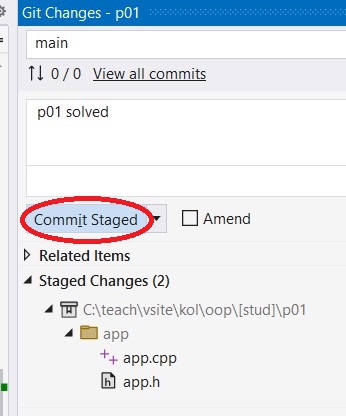 Git Changes - p01
main
0 / 0 View all commits
p01 solved
Commit Staged Amend
Related Items
Staged Changes (2)
C:\teach\vsite\kol\oop\[stud]\p01
app
++ app.cpp
h app.h